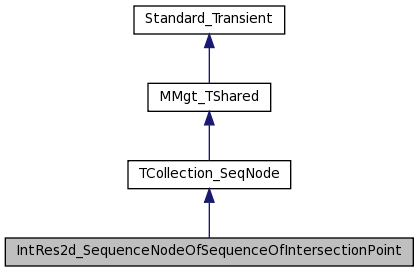 Standard_Transient
MMgt_TShared
TCollection_SeqNode
IntRes2d_SequenceNodeOfSequenceOfIntersectionPoint